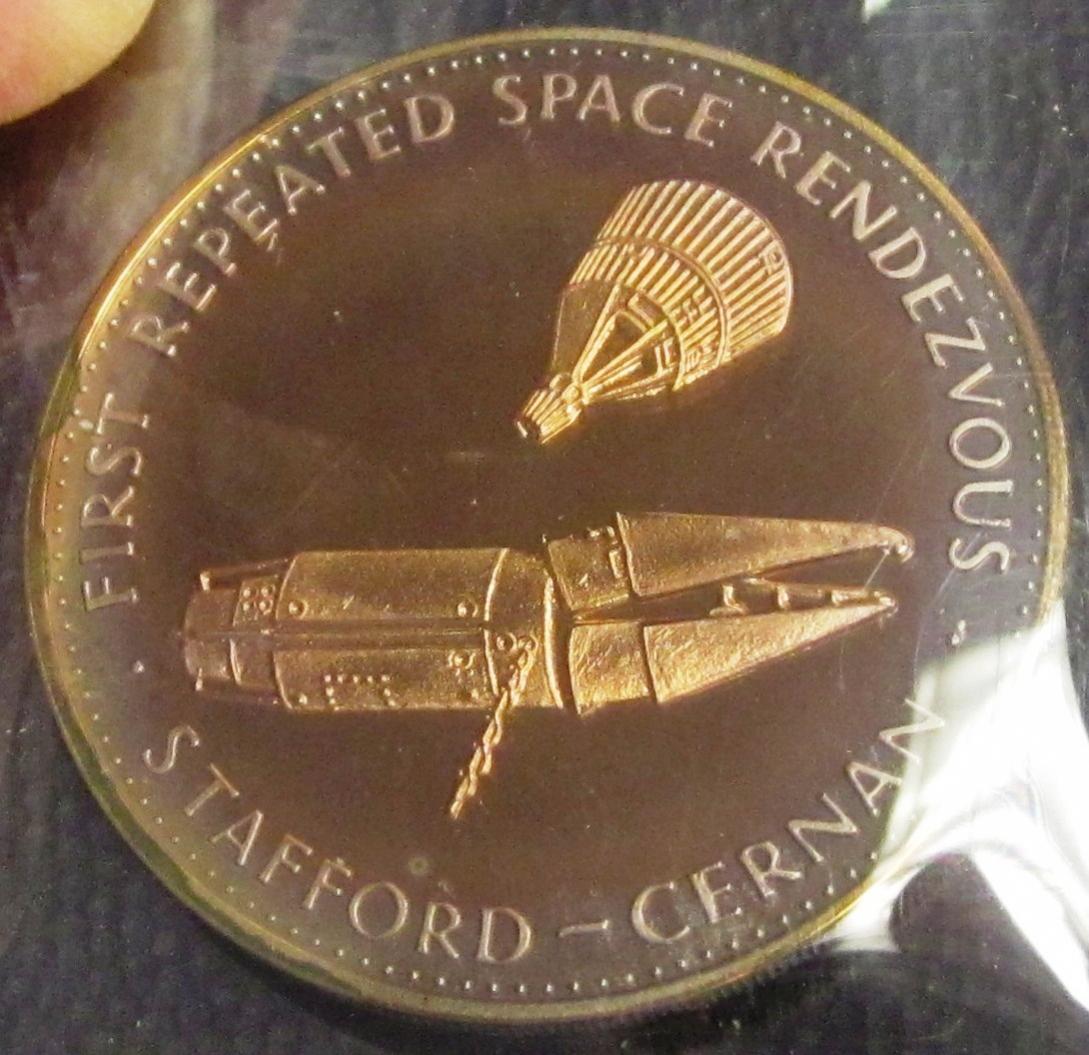 FIRST REPEATED SPACE RENDEZVOUS
STAFFORD – CERNAN